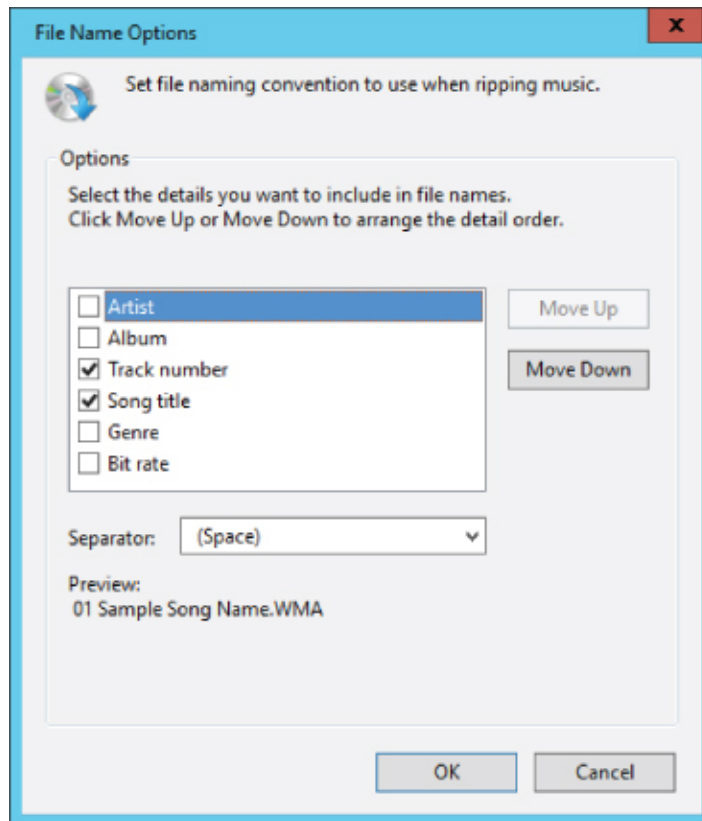 File Name Options
x
Set file naming convention to use when ripping music.
Options
Select the details you want to include in file names.
Click Move Up or Move Down to arrange the detail order.
Artist
Move Up
Album
Track number
Move Down
Song title
Genre
Bit rate
Separator: (Space)
Preview:
01 Sample Song Name.WMA
OK
Cancel